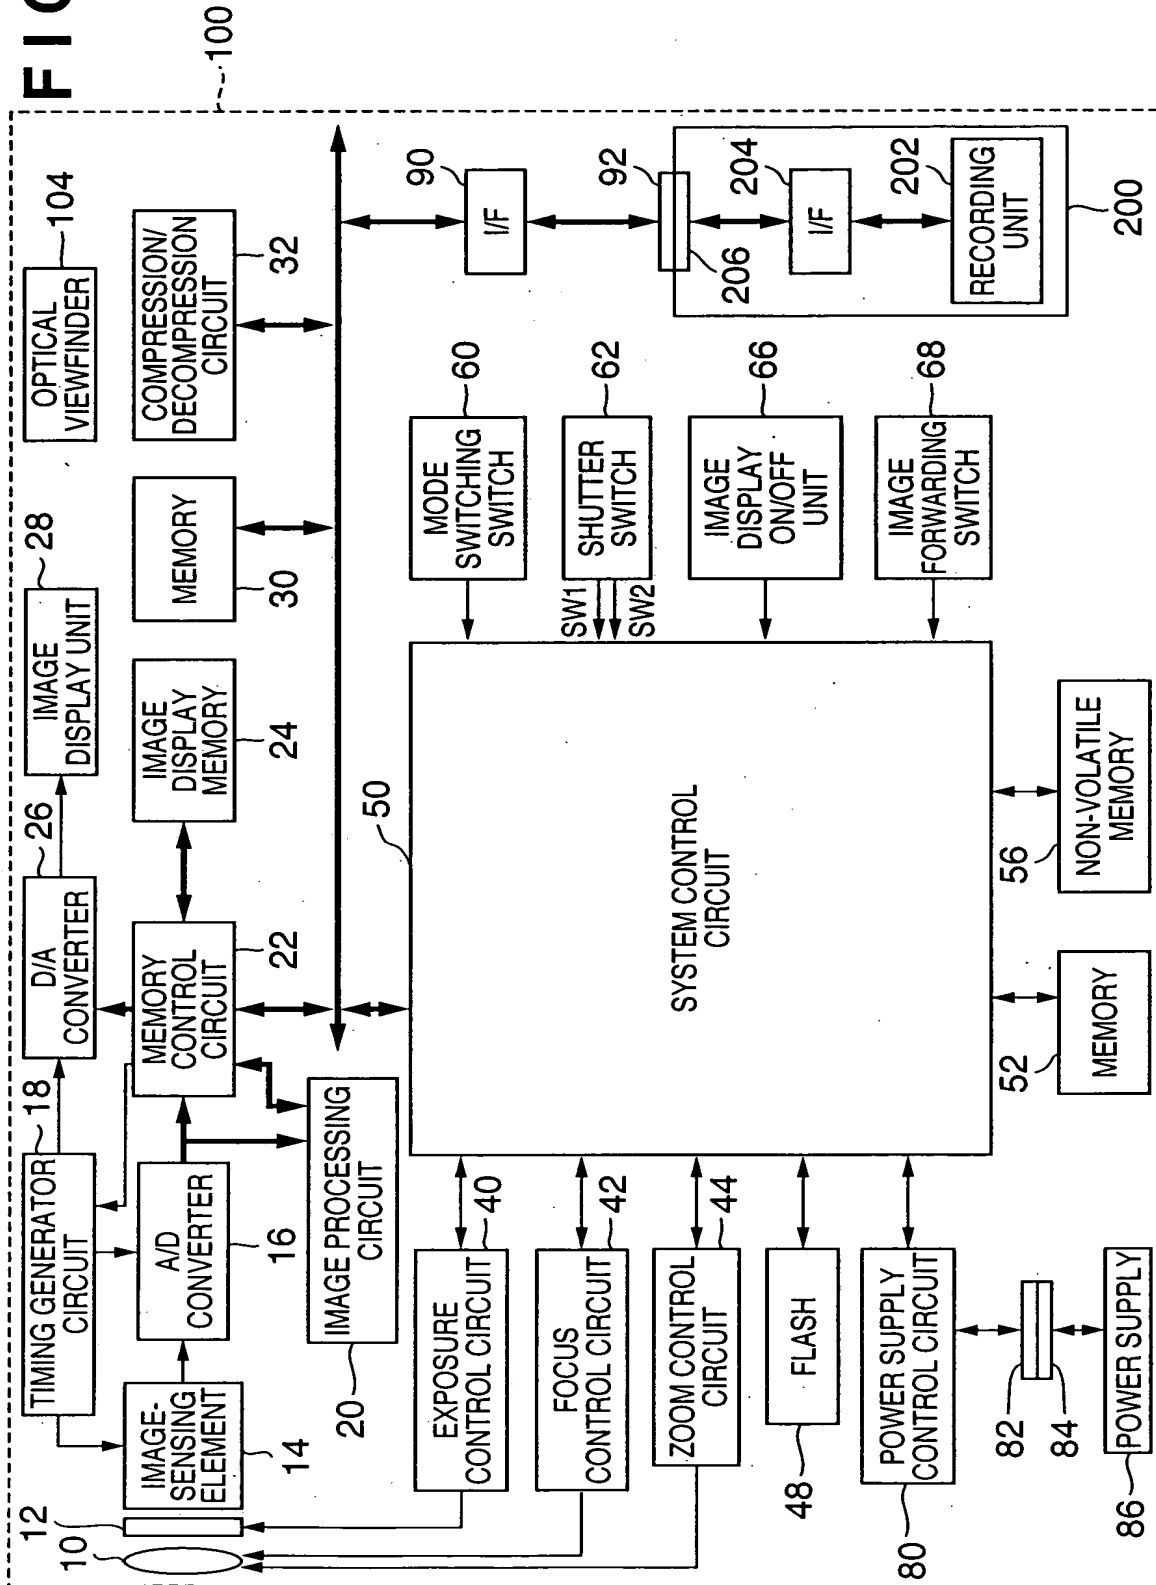 FIG
100
104
OPTICAL
VIEWFINDER
28
IMAGE
DISPLAY UNIT
26
D/A
CONVERTER
18
TIMING GENERATOR
CIRCUIT
COMPRESSION/
DECOMPRESSION
CIRCUIT
32
MEMORY
30
IMAGE
DISPLAY
MEMORY
24
MEMORY
CONTROL
CIRCUIT
22
A/D
CONVERTER
16
IMAGE-
SENSING
ELEMENT
14
12
10
IMAGE PROCESSING
CIRCUIT
20
50
SYSTEM CONTROL
CIRCUIT
EXPOSURE
CONTROL CIRCUIT
40
FOCUS
CONTROL CIRCUIT
42
ZOOM CONTROL
CIRCUIT
44
FLASH
48
POWER SUPPLY
CONTROL CIRCUIT
80
82
84
POWER SUPPLY
86
MODE
SWITCHING
SWITCH
60
SHUTTER
SWITCH
62
SW1
SW2
IMAGE
DISPLAY
ON/OFF
UNIT
66
IMAGE
FORWARDING
SWITCH
68
MEMORY
52
NON-VOLATILE
MEMORY
56
90
I/F
92
206
204
I/F
202
RECORDING
UNIT
200